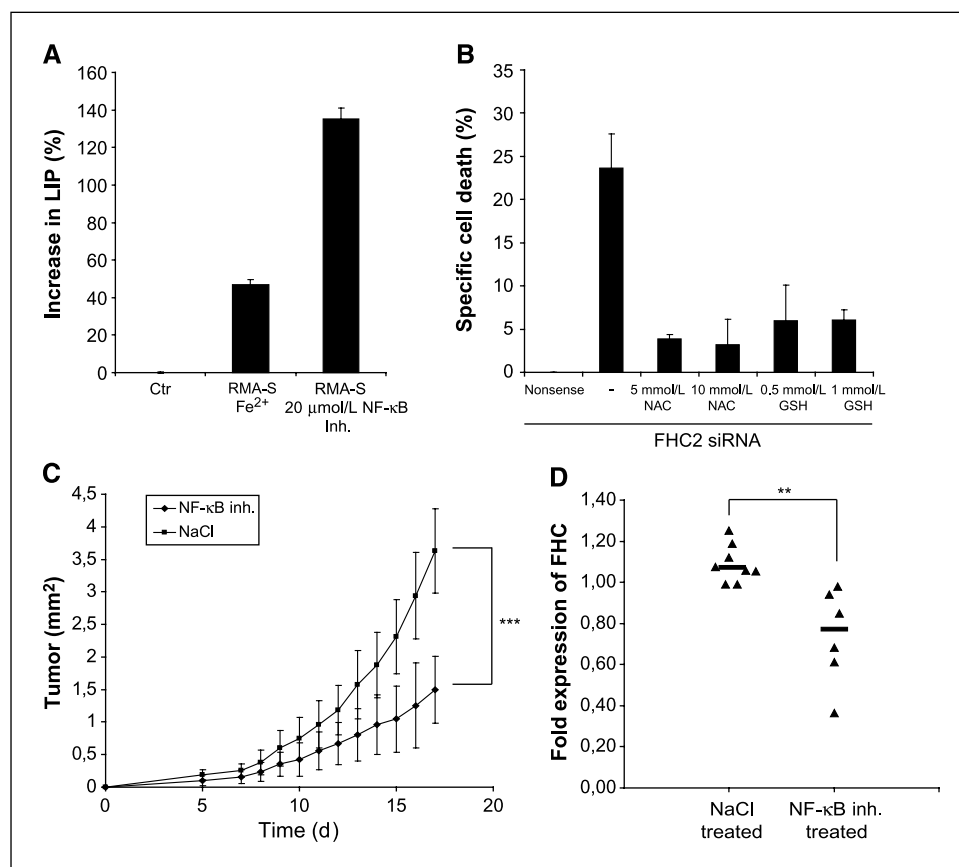 A
Increase in LIP (%)
160
140
120
100
80
60
40
20
0
Ctr
RMA-S
Fe²⁺
RMA-S
20 μmol/L NF-κB
Inh.
B
Specific cell death (%)
35
30
25
20
15
10
5
0
Nonsense
-
5 mmol/L
NAC
10 mmol/L
NAC
0,5 mmol/L
GSH
1 mmol/L
GSH
FHC2 siRNA
C
Tumor (mm²)
4,5
4
3,5
3
2,5
2
1,5
1
0,5
0
NF-κB inh.
NaCl
***
0
5
10
15
20
Time (d)
D
Fold expression of FHC
1,40
1,20
1,00
0,80
0,60
0,40
0,20
0,00
**
NaCl
treated
NF-κB inh.
treated